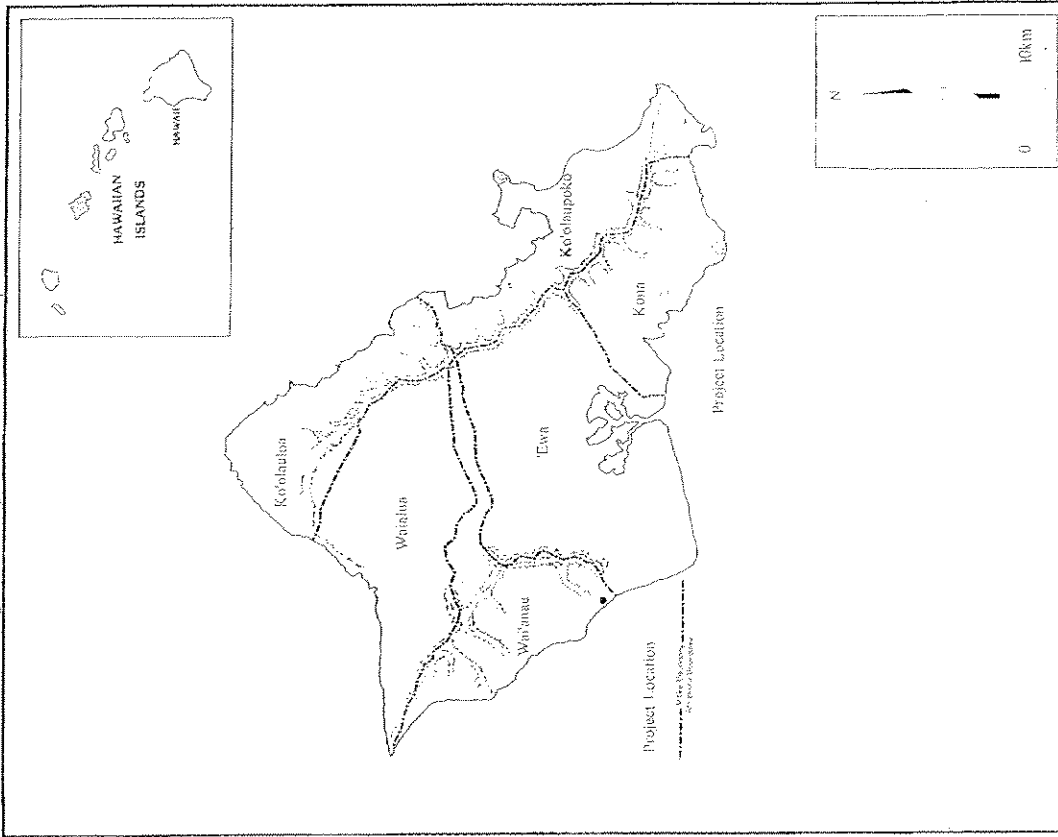 HAWAIIAN
ISLANDS
HAWAII
Ko'olauloa
Waialua
Ko'olaupoko
'Ewa
Wai'anae
Kona
Project Location
Project Location
N
0
10km